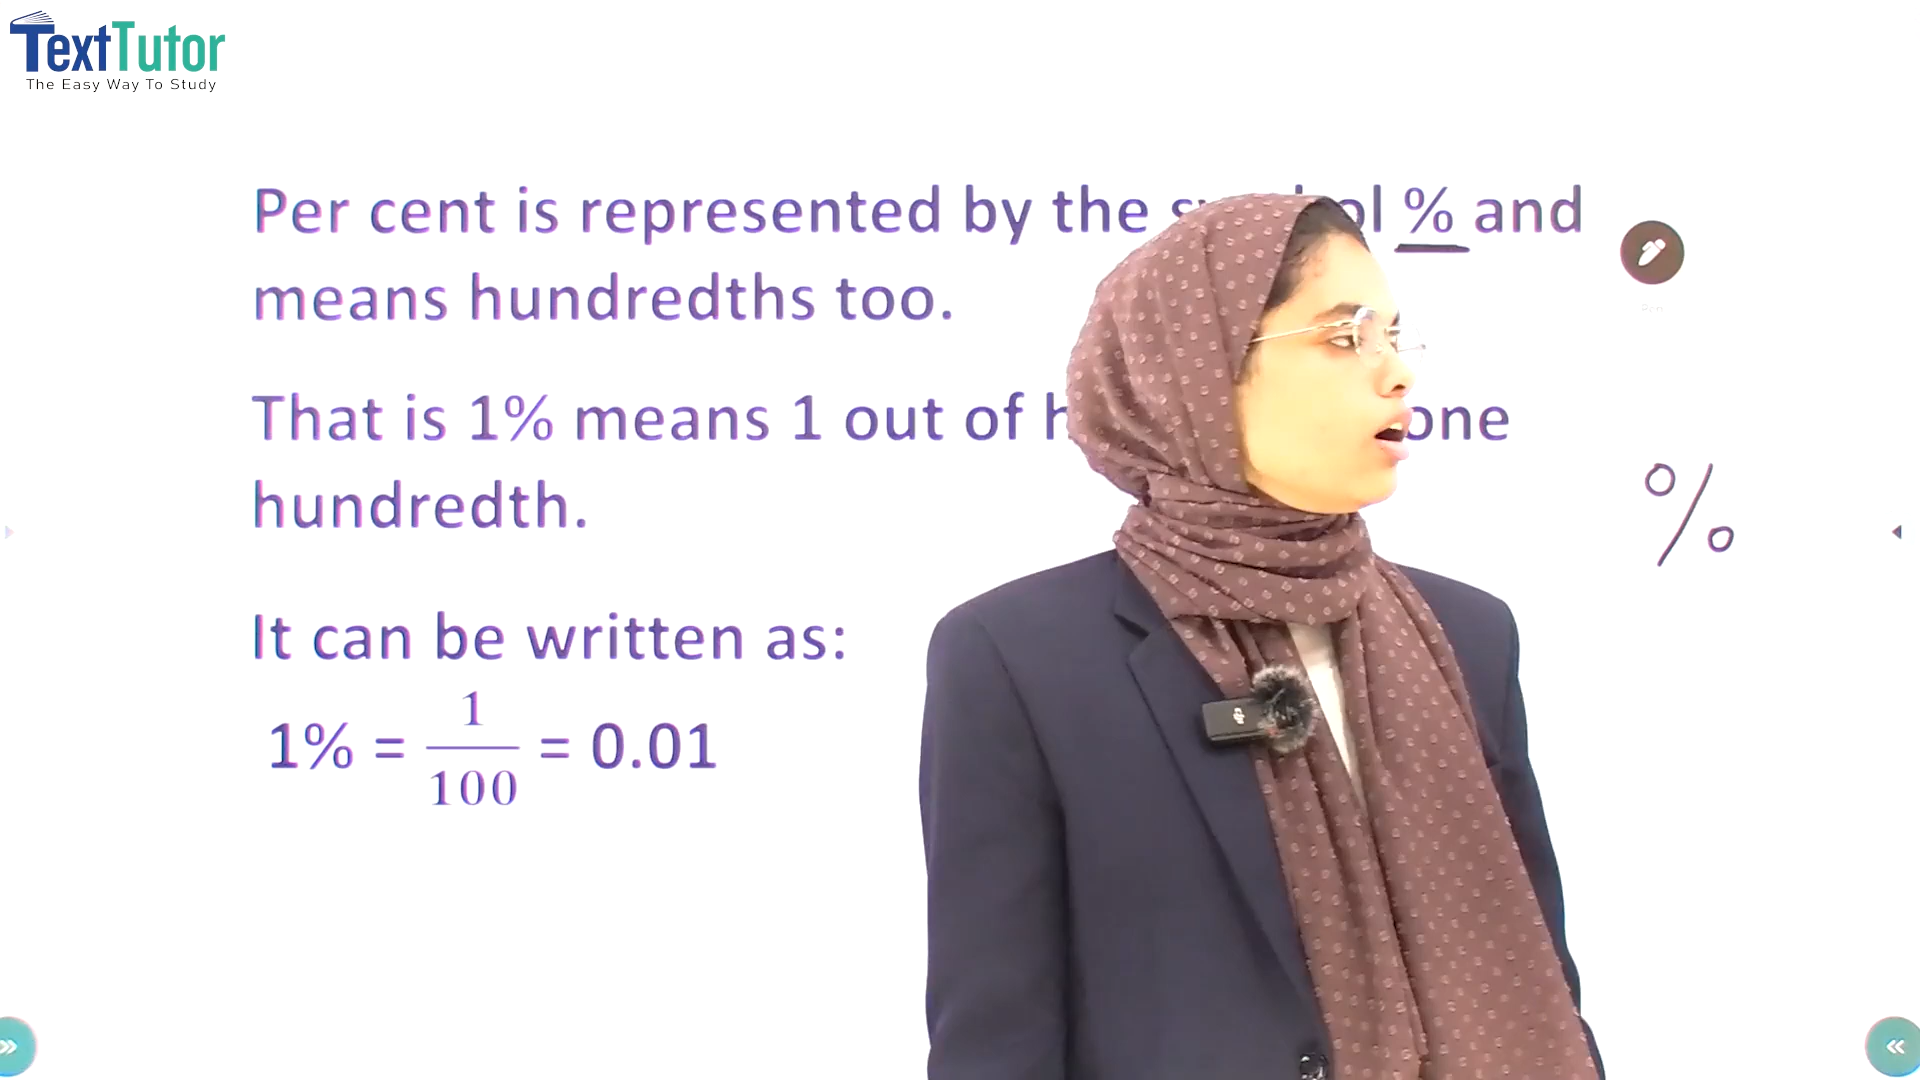 TextTutor
The Easy Way To Study
Per cent is represented by the % and
means hundredths too.
That is 1% means 1 out of one
hundredth.
It can be written as:
1% = 1/100 = 0.01
%